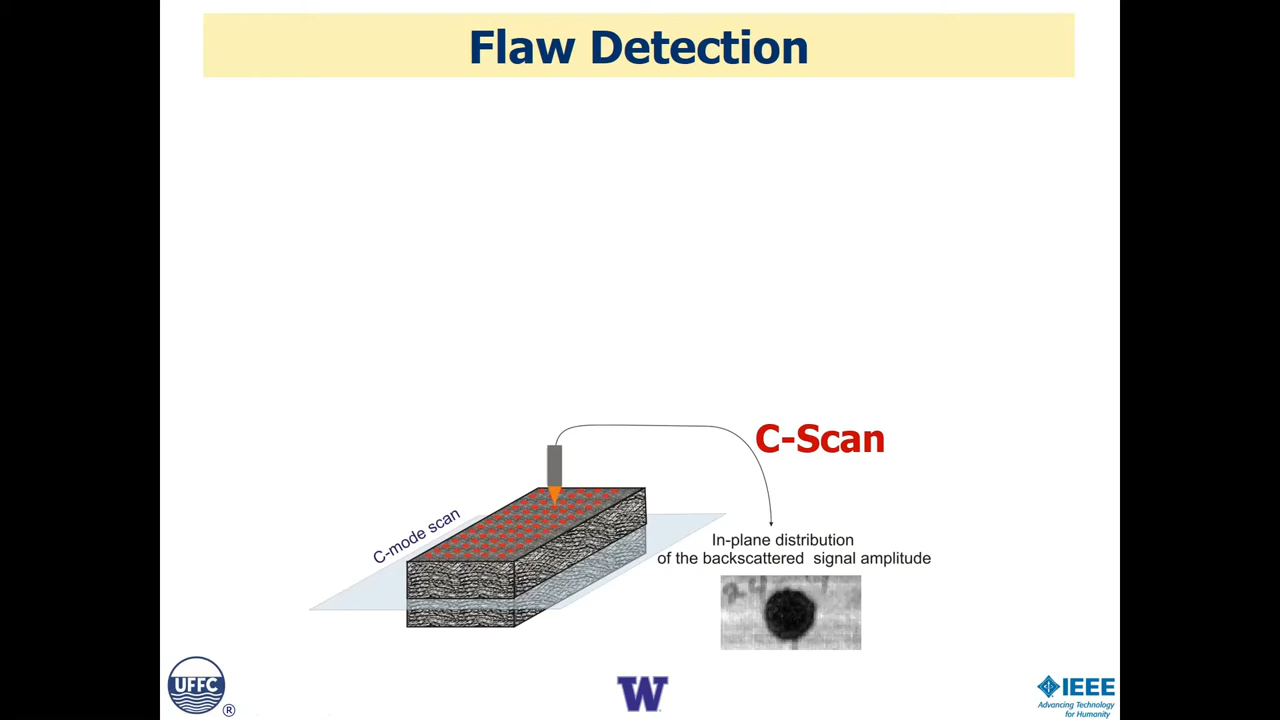 Flaw Detection
C-Scan
C-mode scan
In-plane distribution
of the backscattered signal amplitude
UFFC
®
W
IEEE
Advancing Technology
for Humanity